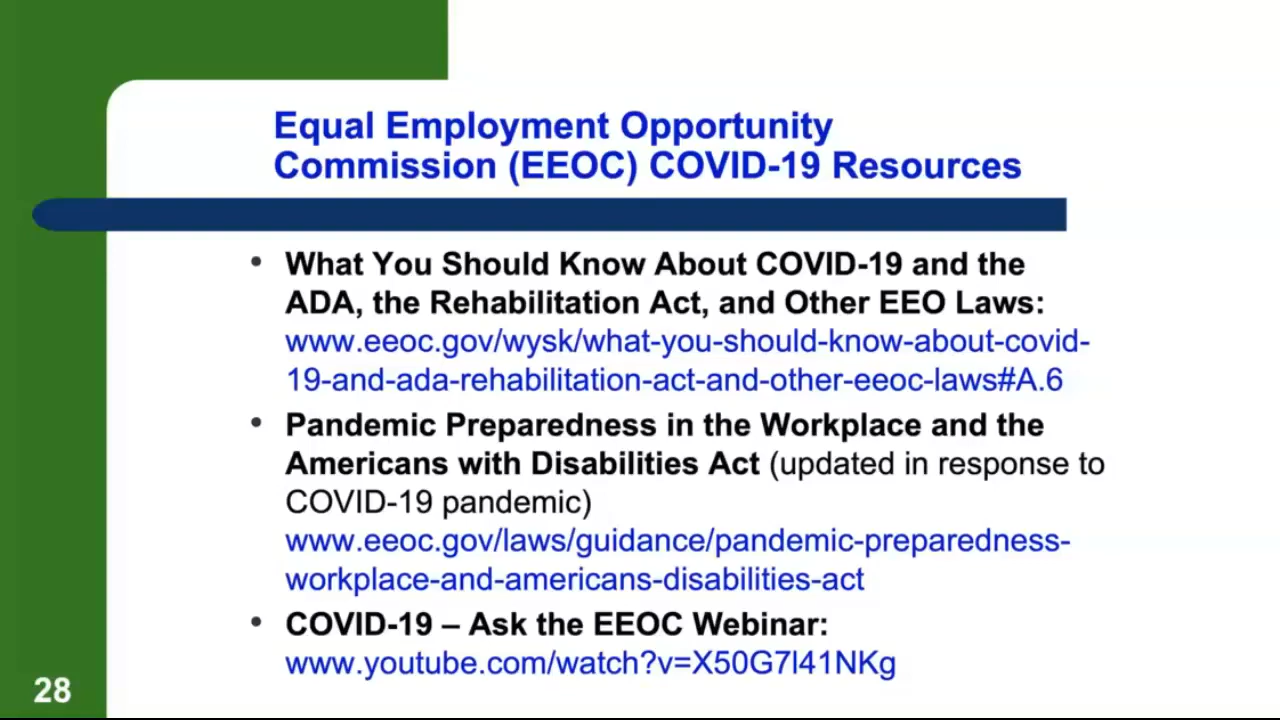 Equal Employment Opportunity
Commission (EEOC) COVID-19 Resources
• What You Should Know About COVID-19 and the
ADA, the Rehabilitation Act, and Other EEO Laws:
www.eeoc.gov/wysk/what-you-should-know-about-covid-
19-and-ada-rehabilitation-act-and-other-eeoc-laws#A.6
• Pandemic Preparedness in the Workplace and the
Americans with Disabilities Act (updated in response to
COVID-19 pandemic)
www.eeoc.gov/laws/guidance/pandemic-preparedness-
workplace-and-americans-disabilities-act
• COVID-19 – Ask the EEOC Webinar:
www.youtube.com/watch?v=X50G7l41NKg
28